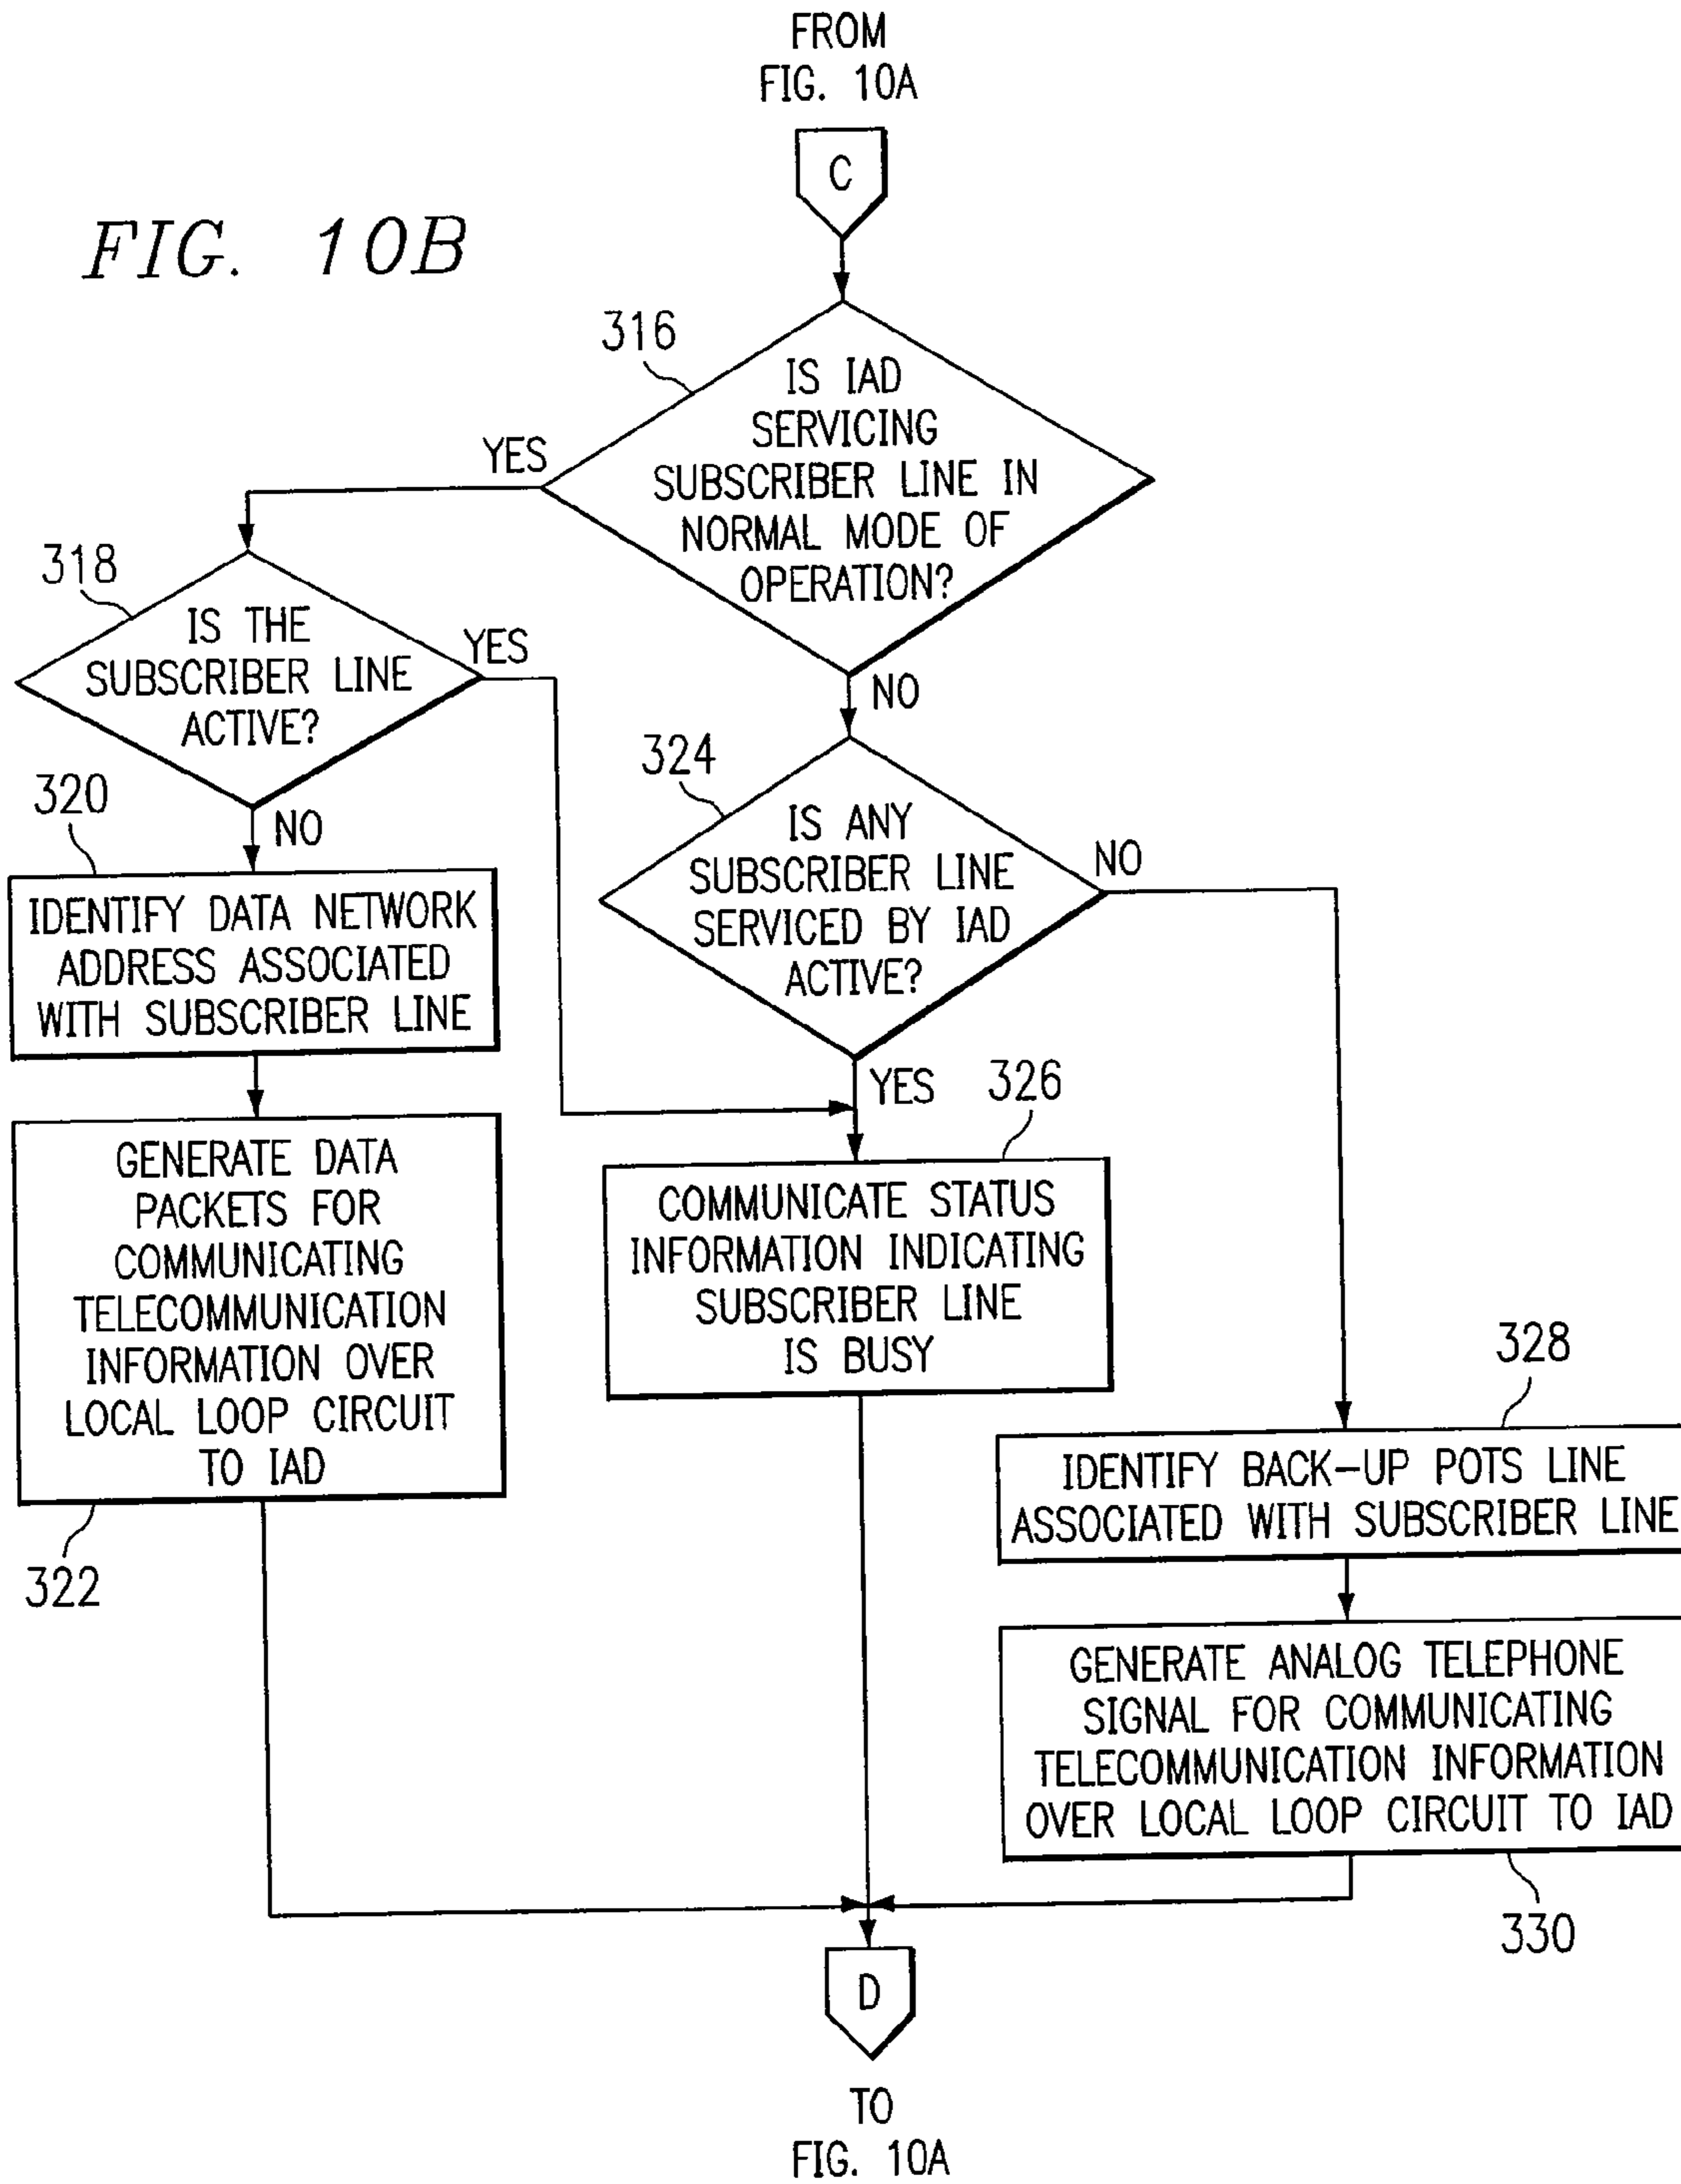 FROM
FIG. 10A
C
FIG. 10B
316
IS IAD
SERVICING
SUBSCRIBER LINE IN
NORMAL MODE OF
OPERATION?
YES
NO
318
IS THE
SUBSCRIBER LINE
ACTIVE?
YES
NO
320
IDENTIFY DATA NETWORK
ADDRESS ASSOCIATED
WITH SUBSCRIBER LINE
GENERATE DATA
PACKETS FOR
COMMUNICATING
TELECOMMUNICATION
INFORMATION OVER
LOCAL LOOP CIRCUIT
TO IAD
322
324
IS ANY
SUBSCRIBER LINE
SERVICED BY IAD
ACTIVE?
NO
YES
326
COMMUNICATE STATUS
INFORMATION INDICATING
SUBSCRIBER LINE
IS BUSY
328
IDENTIFY BACK-UP POTS LINE
ASSOCIATED WITH SUBSCRIBER LINE
GENERATE ANALOG TELEPHONE
SIGNAL FOR COMMUNICATING
TELECOMMUNICATION INFORMATION
OVER LOCAL LOOP CIRCUIT TO IAD
330
D
TO
FIG. 10A